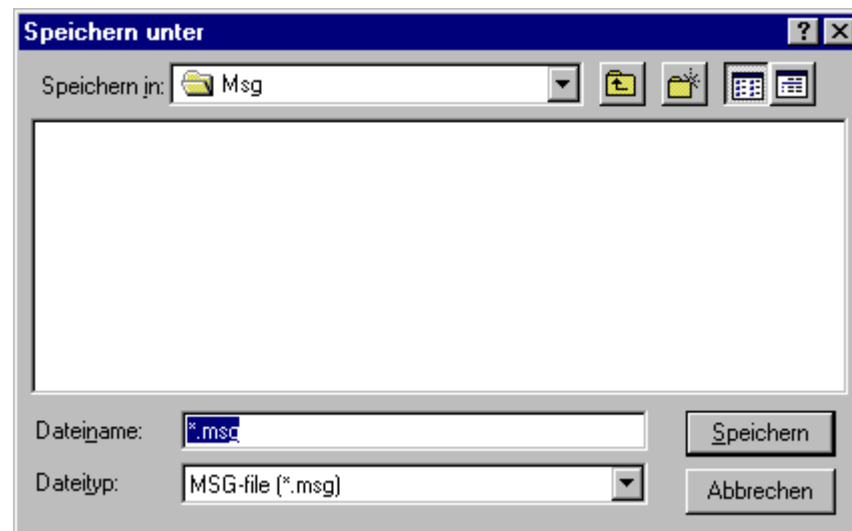 Speichern unter
Speichern in: Msg
Dateiname: *.msg
Speichern
Dateityp: MSG-file (*.msg)
Abbrechen